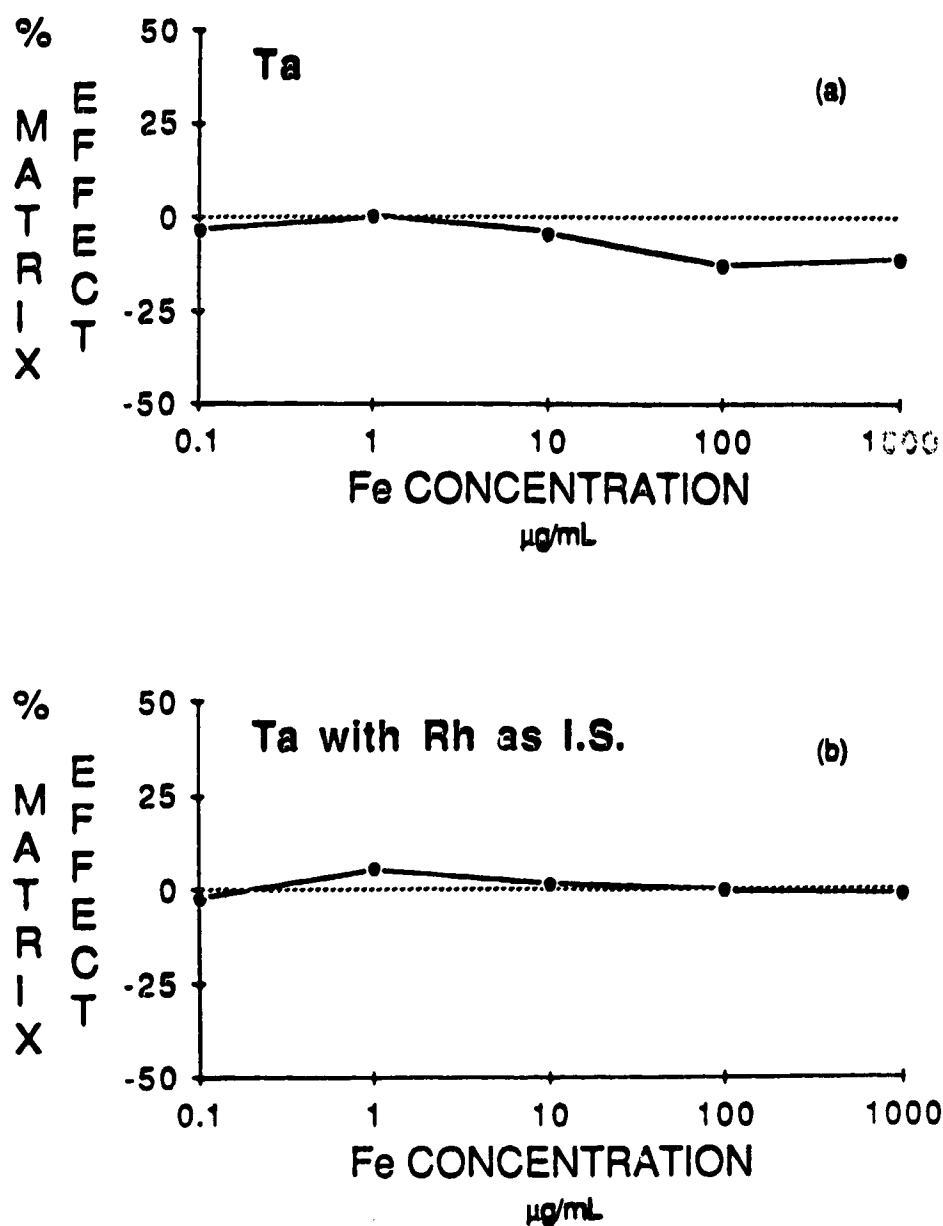 % MATRIX EFFECT
50
25
0
-25
-50
Ta
(a)
0.1 1 10 100 1000
Fe CONCENTRATION
µg/mL
% MATRIX EFFECT
50
25
0
-25
-50
Ta with Rh as I.S.
(b)
0.1 1 10 100 1000
Fe CONCENTRATION
µg/mL